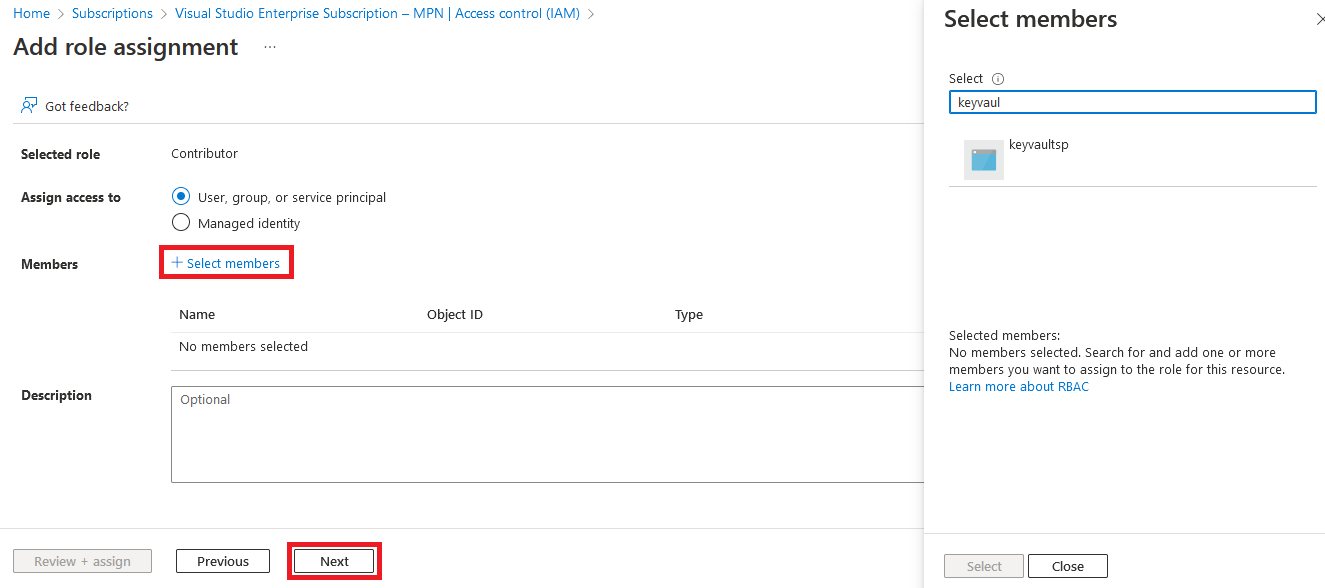 Home > Subscriptions > Visual Studio Enterprise Subscription – MPN | Access control (IAM) >
Add role assignment ...
Got feedback?
Selected role Contributor
Assign access to User, group, or service principal
Managed identity
Members + Select members
Name Object ID Type
No members selected
Description Optional
Review + assign Previous Next
Select members
Select
keyvaul
keyvaultsp
Selected members:
No members selected. Search for and add one or more
members you want to assign to the role for this resource.
Learn more about RBAC
Select Close